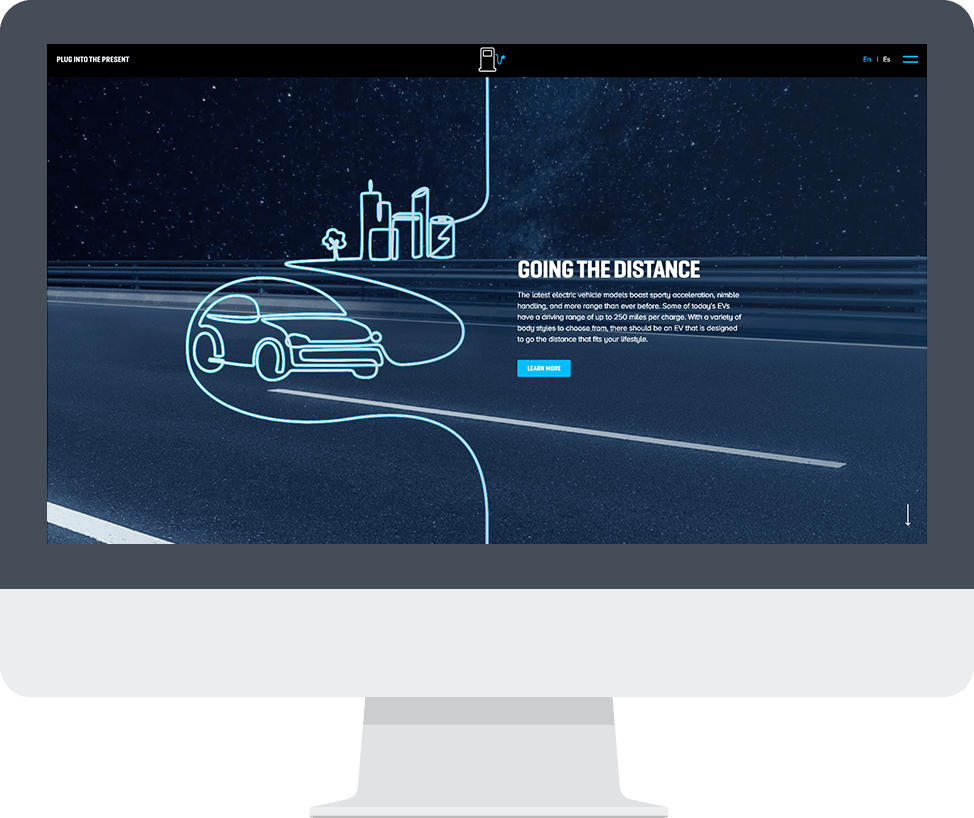 PLUG INTO THE PRESENT
En | Es
GOING THE DISTANCE
The latest electric vehicle models boast sporty acceleration, nimble
handling, and more range than ever before. Some of today's EVs
have a driving range of up to 250 miles per charge. With a variety of
body styles to choose from, there should be an EV that is designed
to go the distance that fits your lifestyle.
LEARN MORE